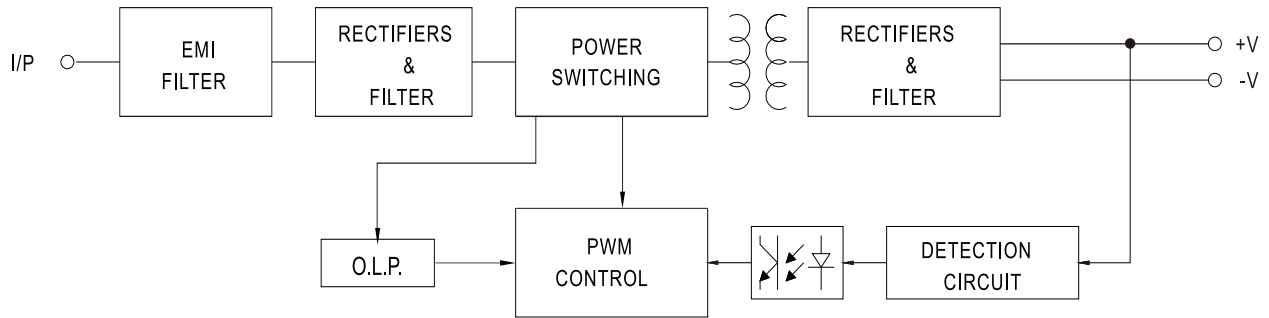 I/P
EMI
FILTER
RECTIFIERS
&
FILTER
POWER
SWITCHING
RECTIFIERS
&
FILTER
+V
-V
O.L.P.
PWM
CONTROL
DETECTION
CIRCUIT